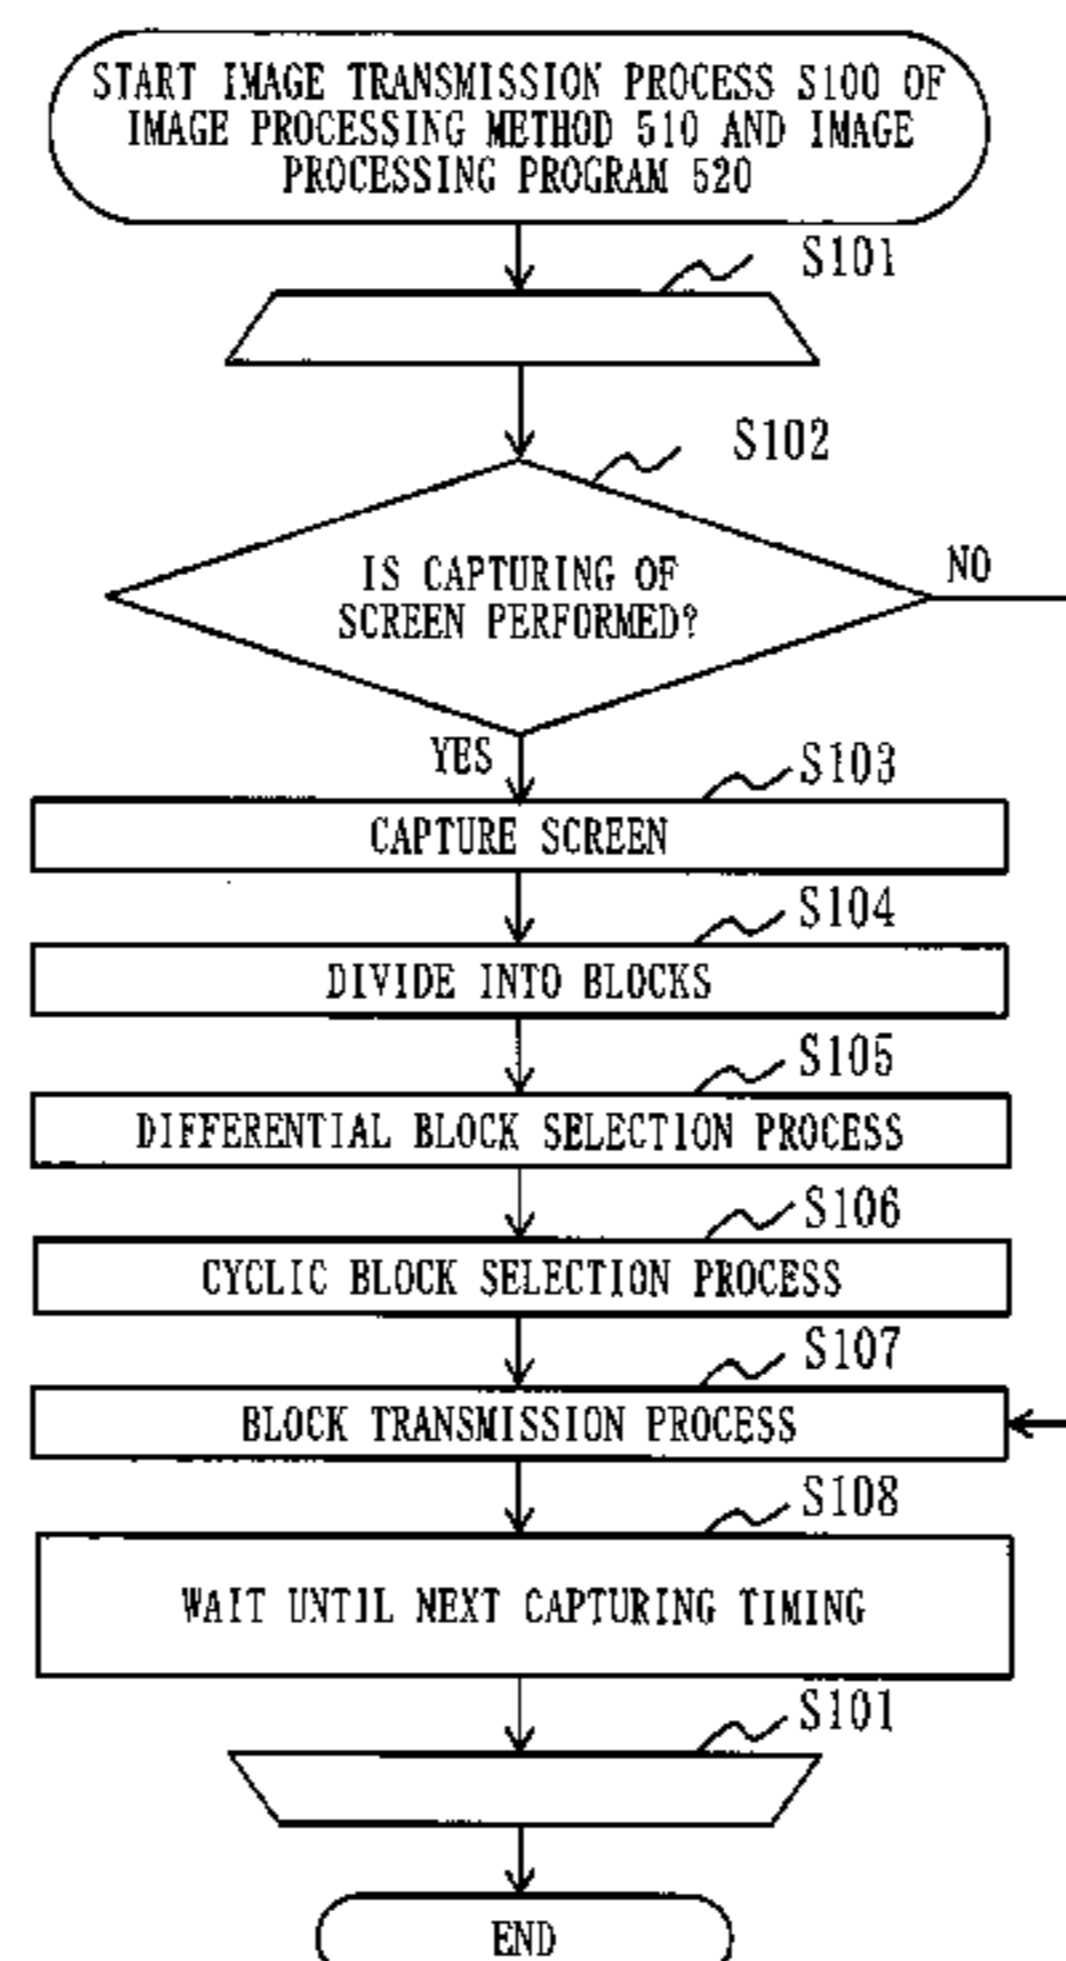 START IMAGE TRANSMISSION PROCESS S100 OF
IMAGE PROCESSING METHOD 510 AND IMAGE
PROCESSING PROGRAM 520
S101
S102
IS CAPTURING OF
SCREEN PERFORMED?
NO
YES
S103
CAPTURE SCREEN
S104
DIVIDE INTO BLOCKS
S105
DIFFERENTIAL BLOCK SELECTION PROCESS
S106
CYCLIC BLOCK SELECTION PROCESS
S107
BLOCK TRANSMISSION PROCESS
S108
WAIT UNTIL NEXT CAPTURING TIMING
S101
END